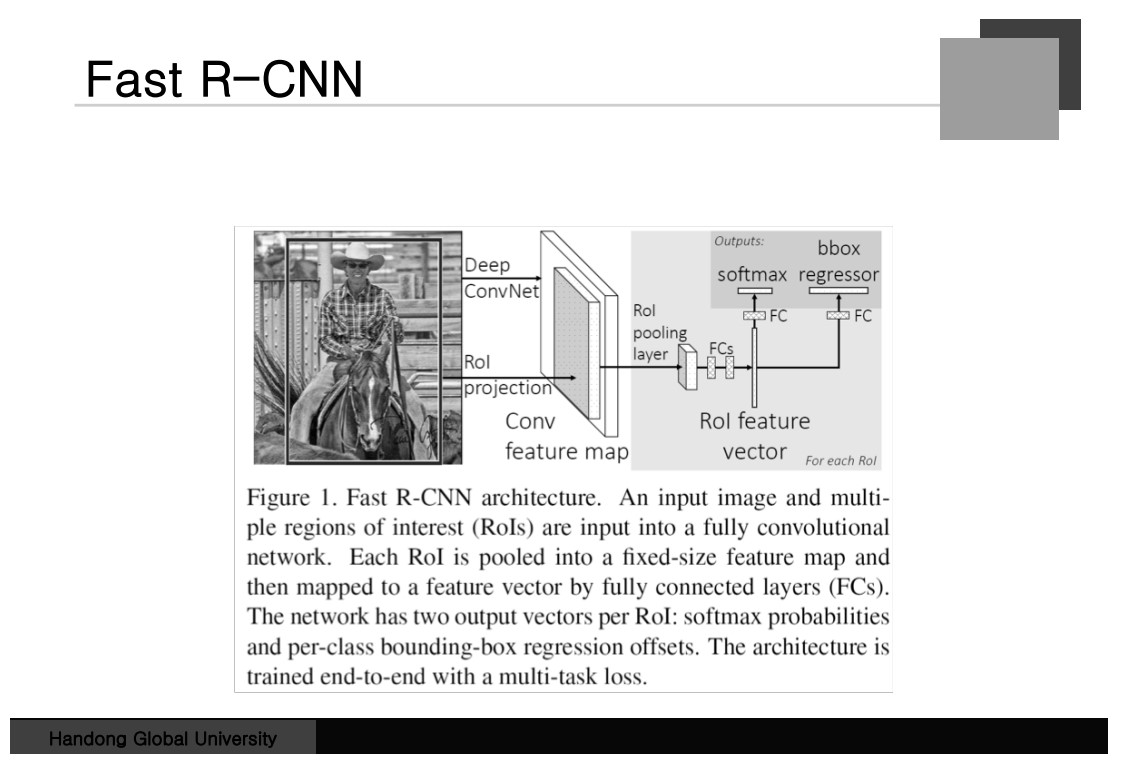 Fast R-CNN
Outputs:
bbox
softmax regressor
Deep
ConvNet
FC
FC
RoI
pooling
layer
FCs
RoI
projection
Conv
feature map
RoI feature
vector
For each RoI
Figure 1. Fast R-CNN architecture. An input image and multi-
ple regions of interest (RoIs) are input into a fully convolutional
network. Each RoI is pooled into a fixed-size feature map and
then mapped to a feature vector by fully connected layers (FCs).
The network has two output vectors per RoI: softmax probabilities
and per-class bounding-box regression offsets. The architecture is
trained end-to-end with a multi-task loss.
Handong Global University